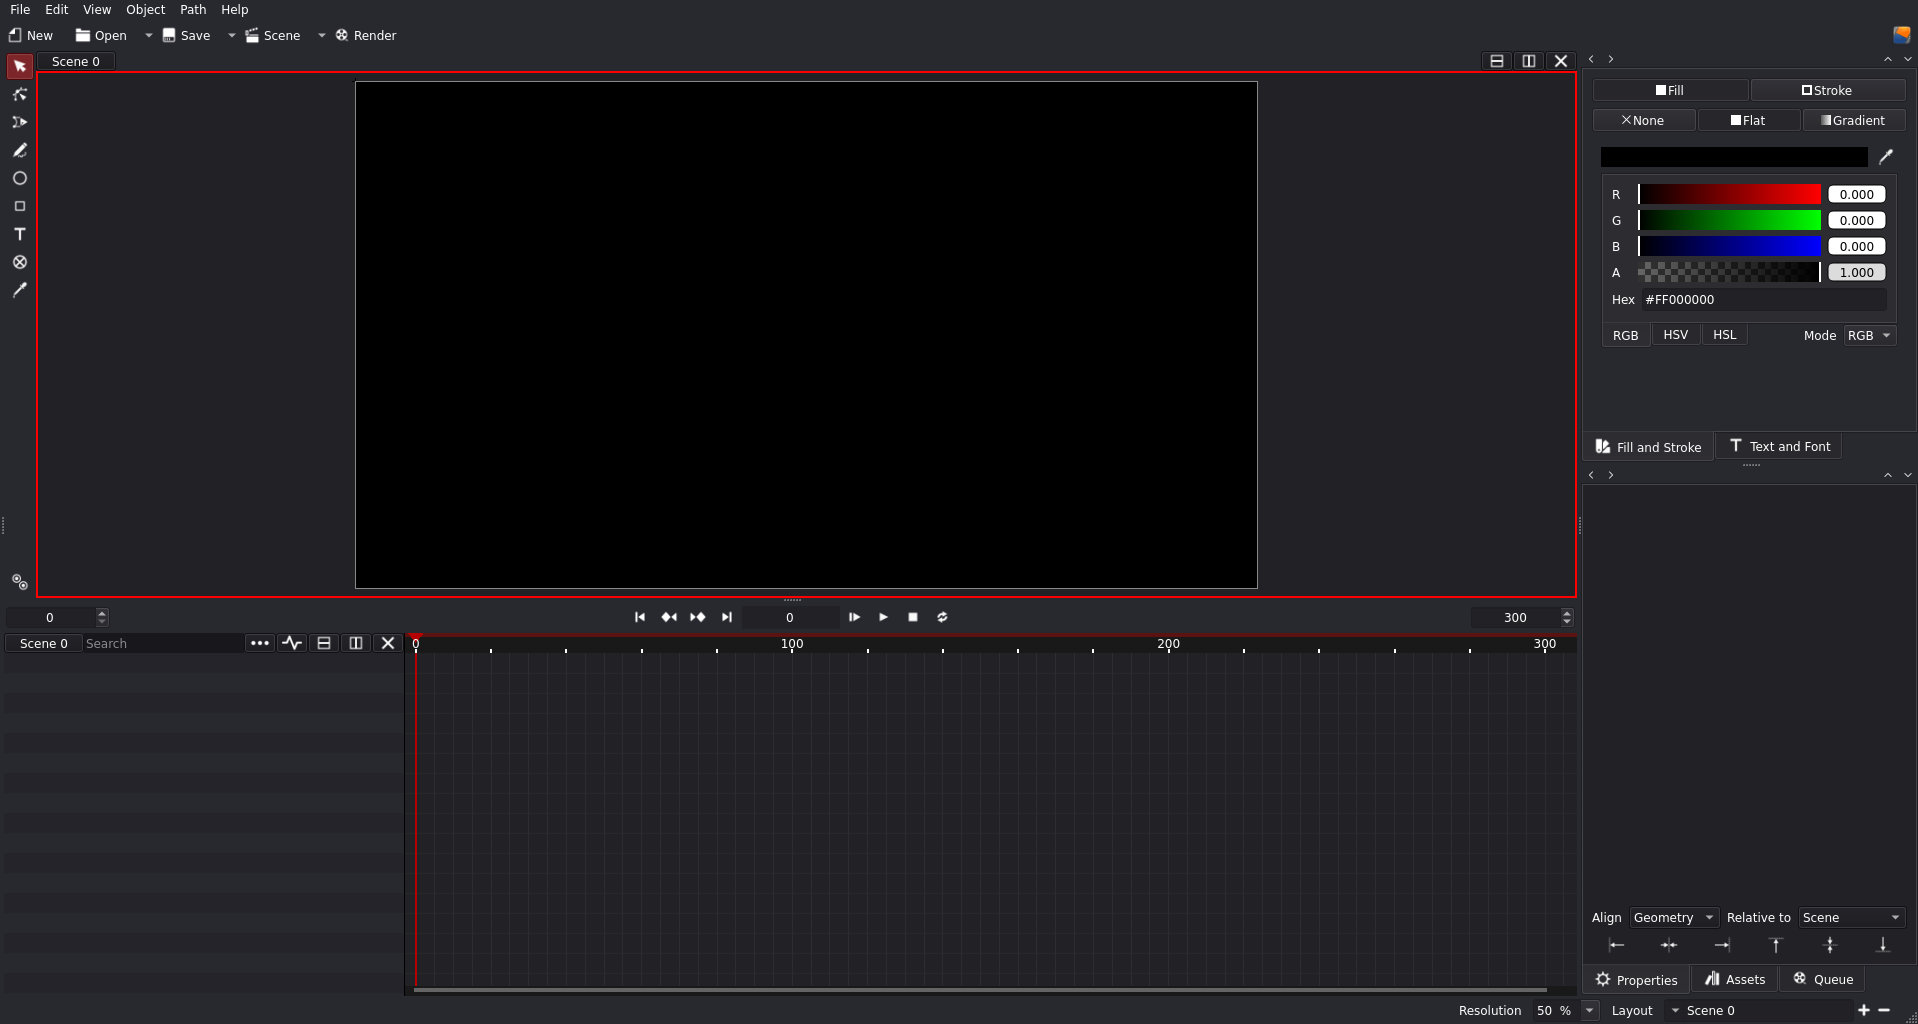 File Edit View Object Path Help
New Open Save Scene Render
Scene 0
Fill Stroke
None Flat Gradient
R 0.000
G 0.000
B 0.000
A 1.000
Hex #FF000000
RGB HSV HSL Mode RGB
Fill and Stroke Text and Font
0 0 300
Scene 0 Search 0 100 200 300
Align Geometry Relative to Scene
Properties Assets Queue
Resolution 50 % Layout Scene 0